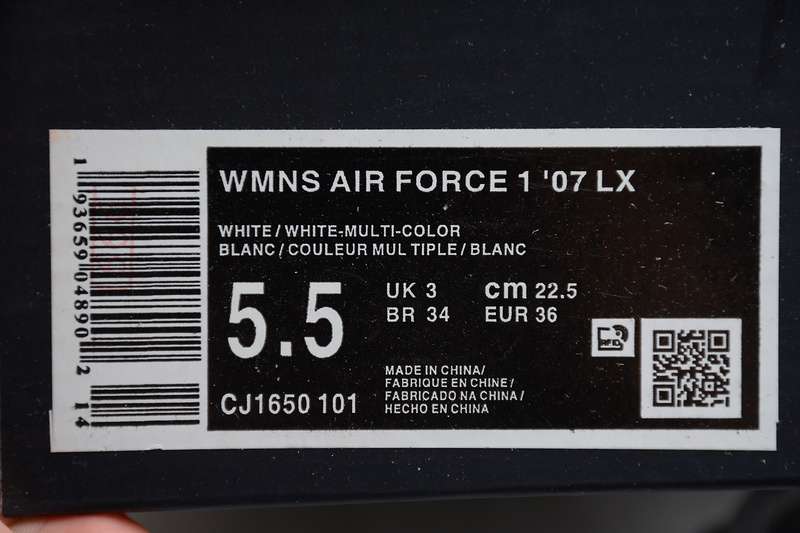 WMNS AIR FORCE 1 '07 LX
WHITE / WHITE-MULTI-COLOR
BLANC / COULEUR MUL TIPLE / BLANC
5.5
UK 3
cm 22.5
BR 34
EUR 36
RFID
MADE IN CHINA /
FABRIQUE EN CHINE /
FABRICADO NA CHINA /
HECHO EN CHINA
CJ1650 101
1 93659 04890 2 14